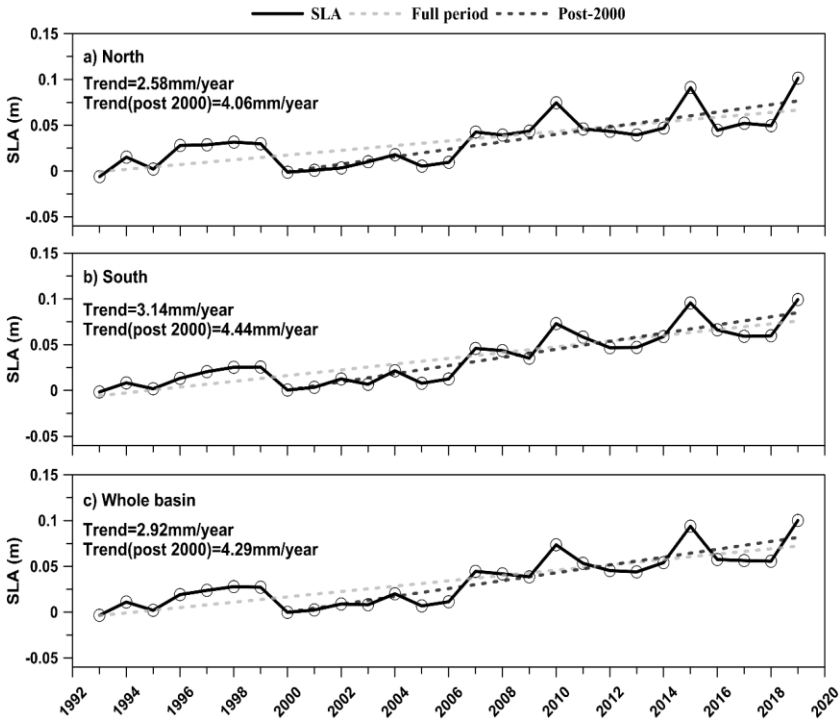 SLA Full period Post-2000
a) North
Trend=2.58mm/year
Trend(post 2000)=4.06mm/year
SLA (m)
0.15
0.1
0.05
0
-0.05
b) South
Trend=3.14mm/year
Trend(post 2000)=4.44mm/year
SLA (m)
0.15
0.1
0.05
0
-0.05
c) Whole basin
Trend=2.92mm/year
Trend(post 2000)=4.29mm/year
SLA (m)
0.15
0.1
0.05
0
-0.05
1992 1994 1996 1998 2000 2002 2004 2006 2008 2010 2012 2014 2016 2018 2020